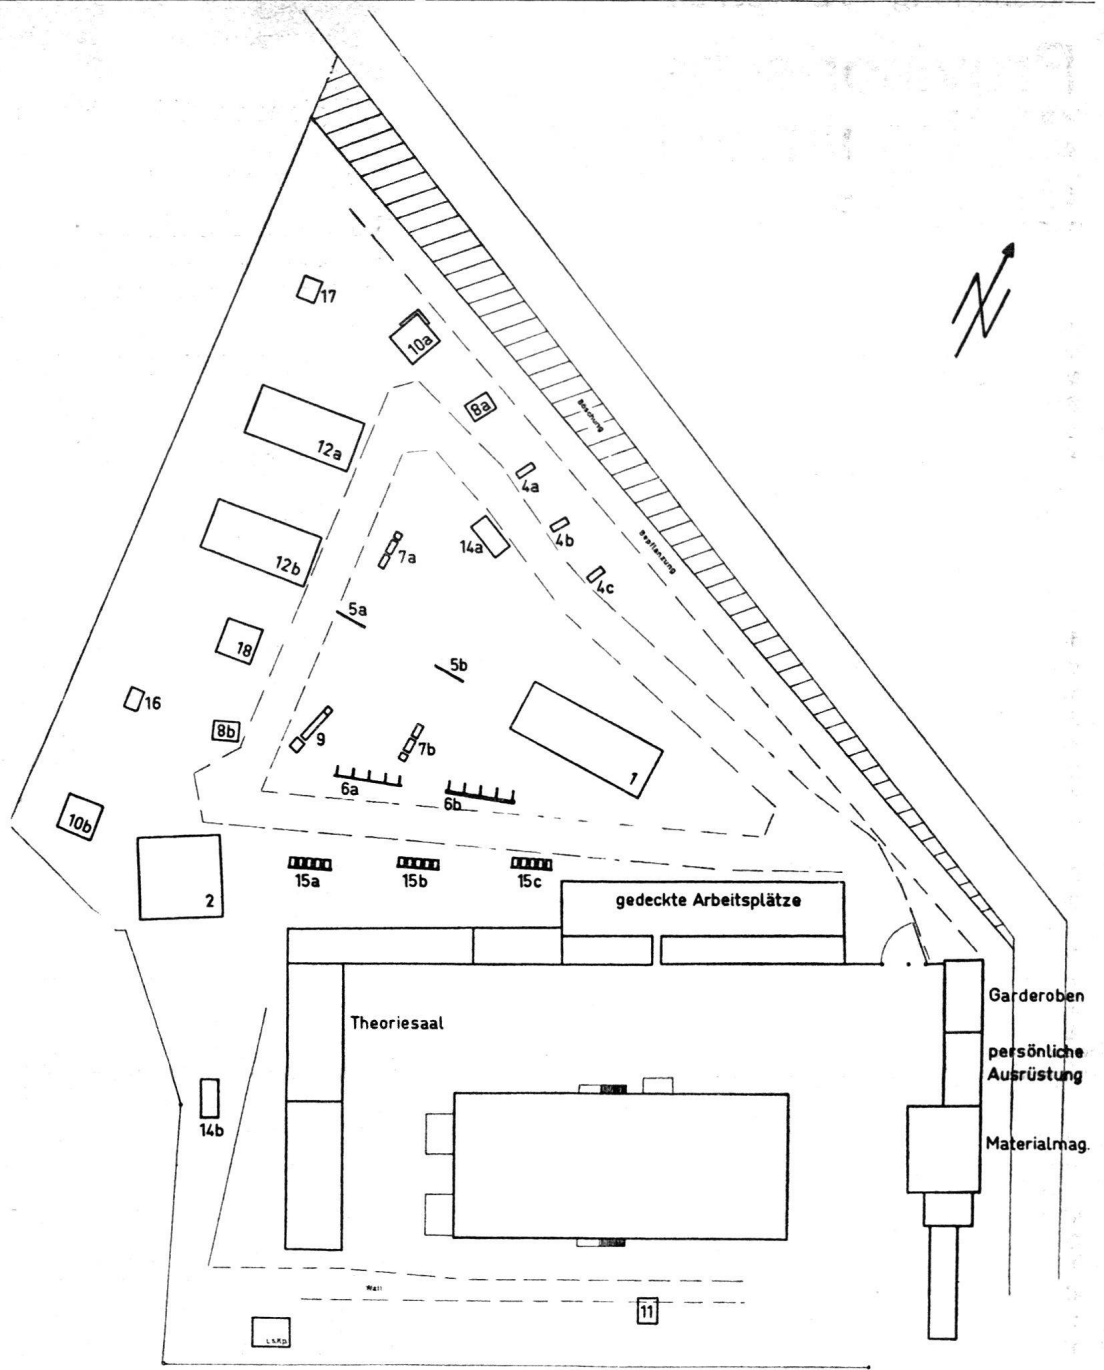 17
10a
8a
Böschung
12a
4a
14a
4b
7a
Bepflanzung
12b
4c
5a
18
5b
16
8b
9
7b
1
6a
6b
10b
15a
15b
15c
2
gedeckte Arbeitsplätze
Garderoben
Theoriesaal
persönliche
Ausrüstung
14b
Materialmag.
Wall
11